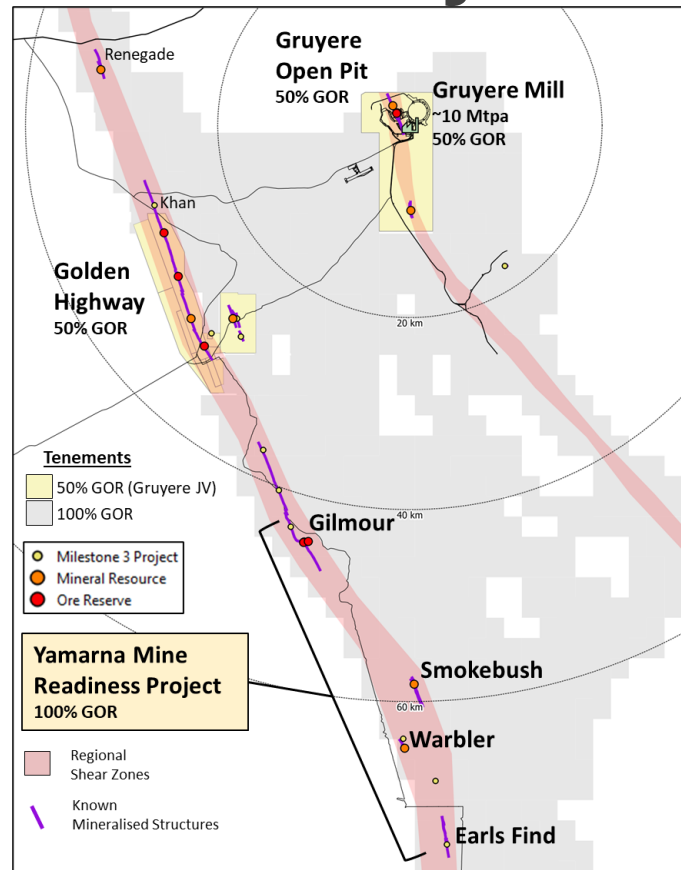 Renegade
Gruyere
Open Pit
50% GOR
Gruyere Mill
~10 Mtpa
50% GOR
Khan
Golden
Highway
50% GOR
20 km
Tenements
50% GOR (Gruyere JV)
100% GOR
40 km
Gilmour
Milestone 3 Project
Mineral Resource
Ore Reserve
Yamarna Mine
Readiness Project
100% GOR
Smokebush
60 km
Warbler
Regional
Shear Zones
Known
Mineralised Structures
Earls Find